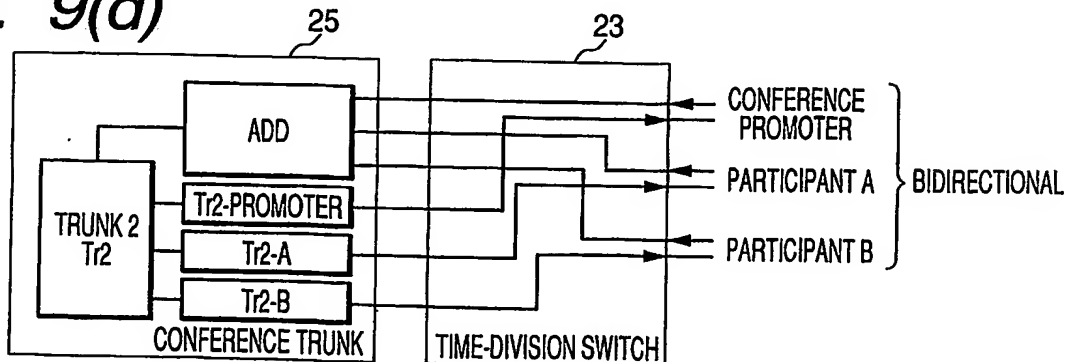 . 9(d)
25
23
ADD
CONFERENCE
PROMOTER
PARTICIPANT A
BIDIRECTIONAL
Tr2-PROMOTER
TRUNK 2
Tr2
Tr2-A
PARTICIPANT B
Tr2-B
CONFERENCE TRUNK
TIME-DIVISION SWITCH